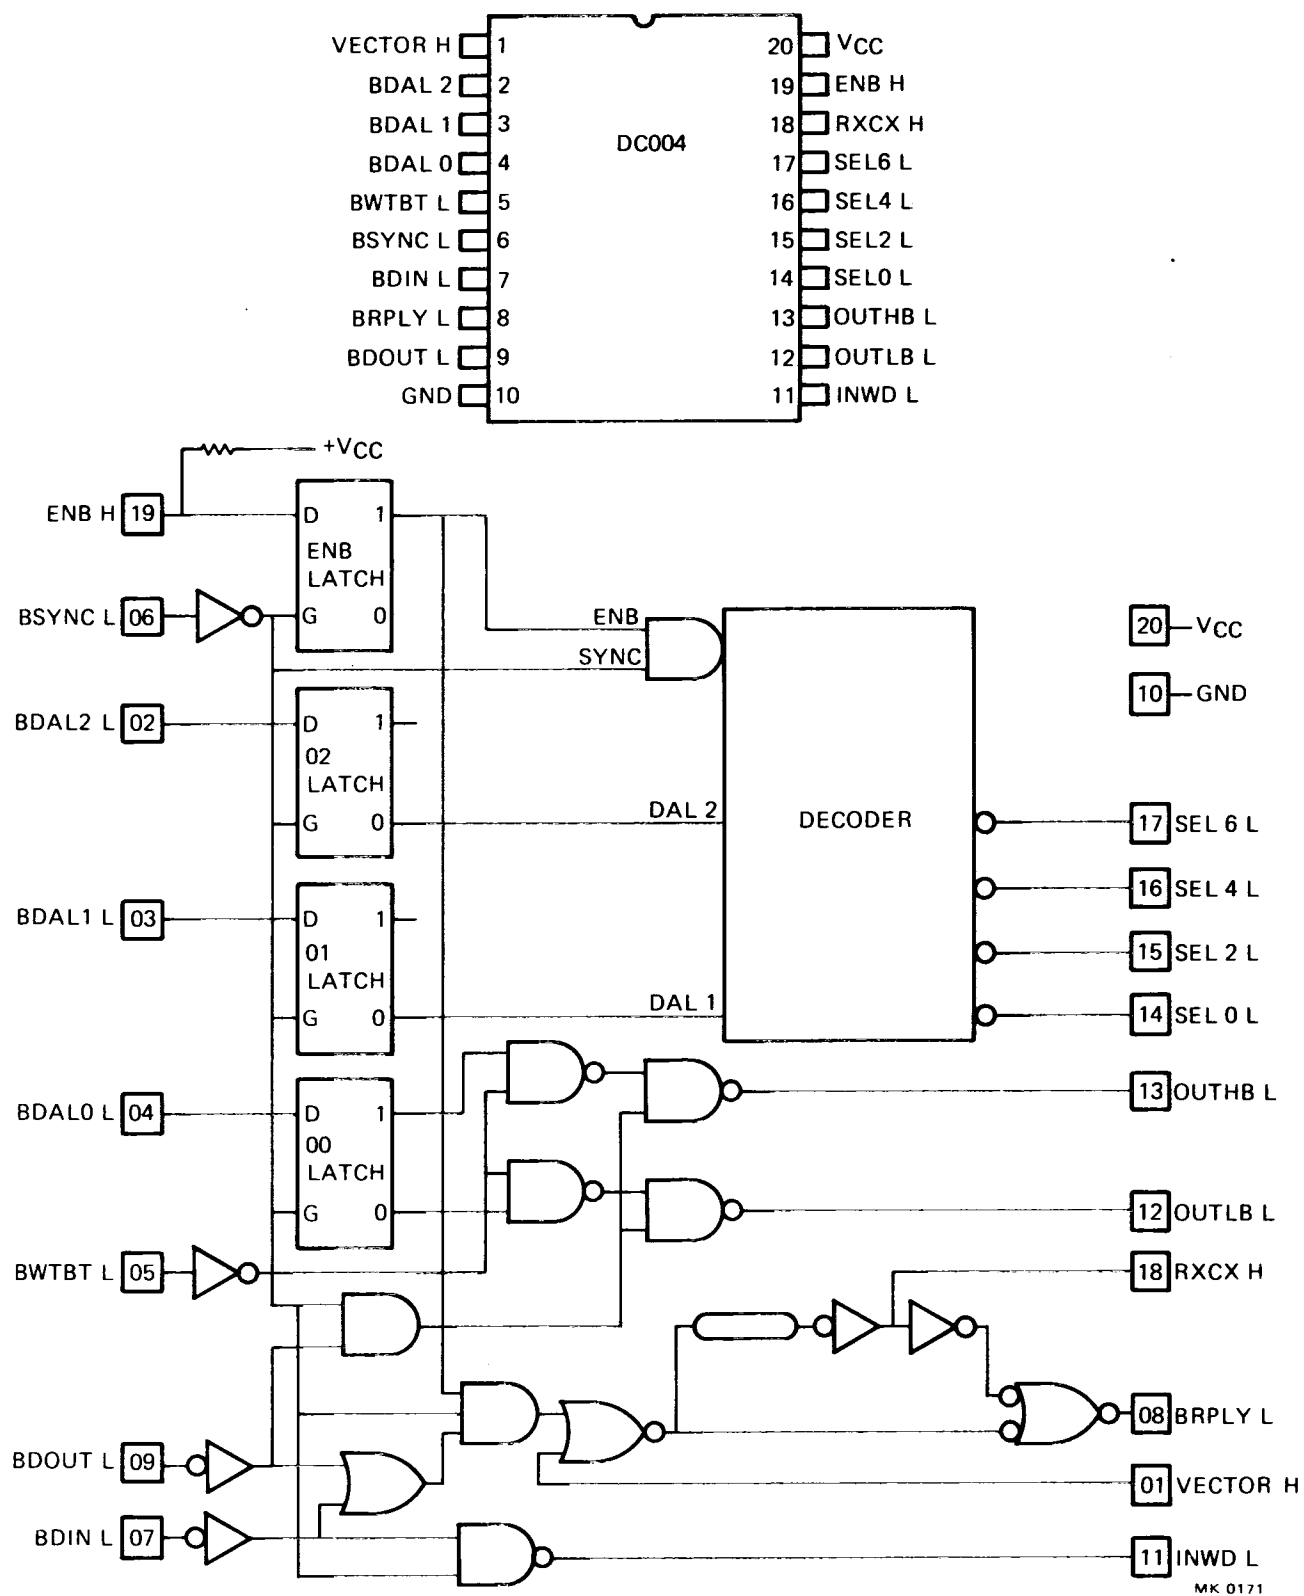 VECTOR H 1 20 VCC
BDAL 2 2 19 ENB H
BDAL 1 3 18 RXCX H
DC004
BDAL 0 4 17 SEL6 L
BWTBT L 5 16 SEL4 L
BSYNC L 6 15 SEL2 L
BDIN L 7 14 SEL0 L
BRPLY L 8 13 OUTHB L
BDOUT L 9 12 OUTLB L
GND 10 11 INWD L
+VCC
ENB H 19 D 1
ENB
LATCH
BSYNC L 06 G 0 ENB
SYNC
20 VCC
10 GND
BDAL2 L 02 D 1
02
LATCH
G 0 DAL 2 DECODER 17 SEL 6 L
16 SEL 4 L
BDAL1 L 03 D 1
01
LATCH
15 SEL 2 L
G 0 DAL 1 14 SEL 0 L
13 OUTHB L
BDAL0 L 04 D 1
00
LATCH
G 0 12 OUTLB L
BWTBT L 05 18 RXCX H
08 BRPLY L
BDOUT L 09 01 VECTOR H
BDIN L 07 11 INWD L
MK 0171